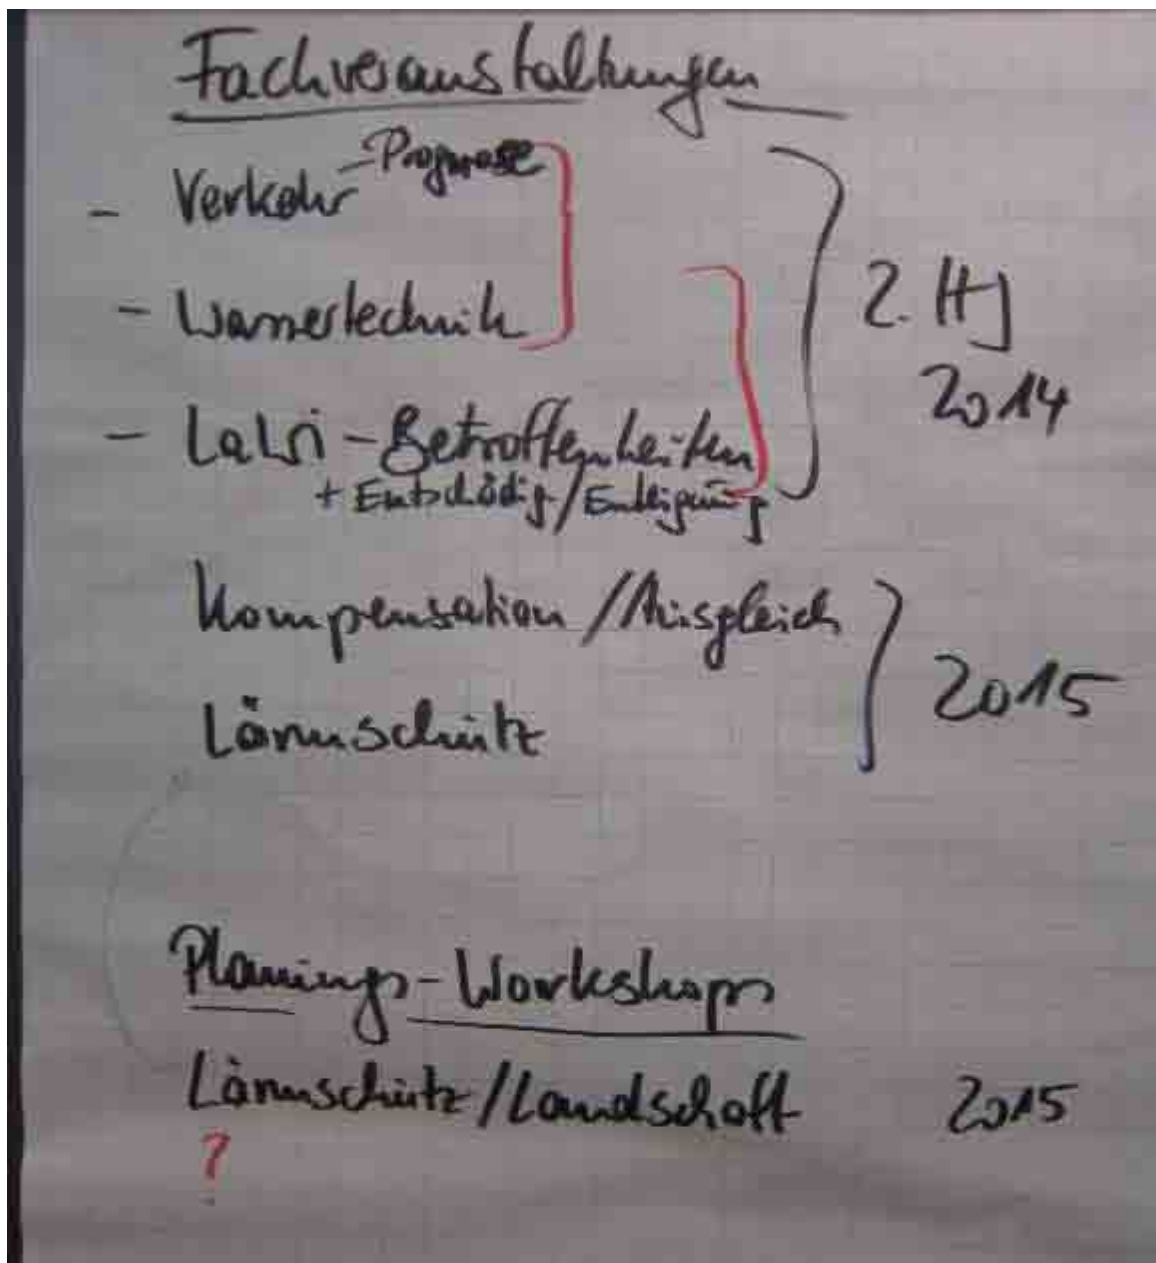 Fachveranstaltungen
- Verkehr - Prognose
- Wassertechnik
2. HJ
2014
- LaWi - Betroffenheiten
+ Entschädig. / Enteignung
Kompensation / Ausgleich
2015
Lärmschutz
Planungs - Workshops
Lärmschutz / Landschaft 2015
?